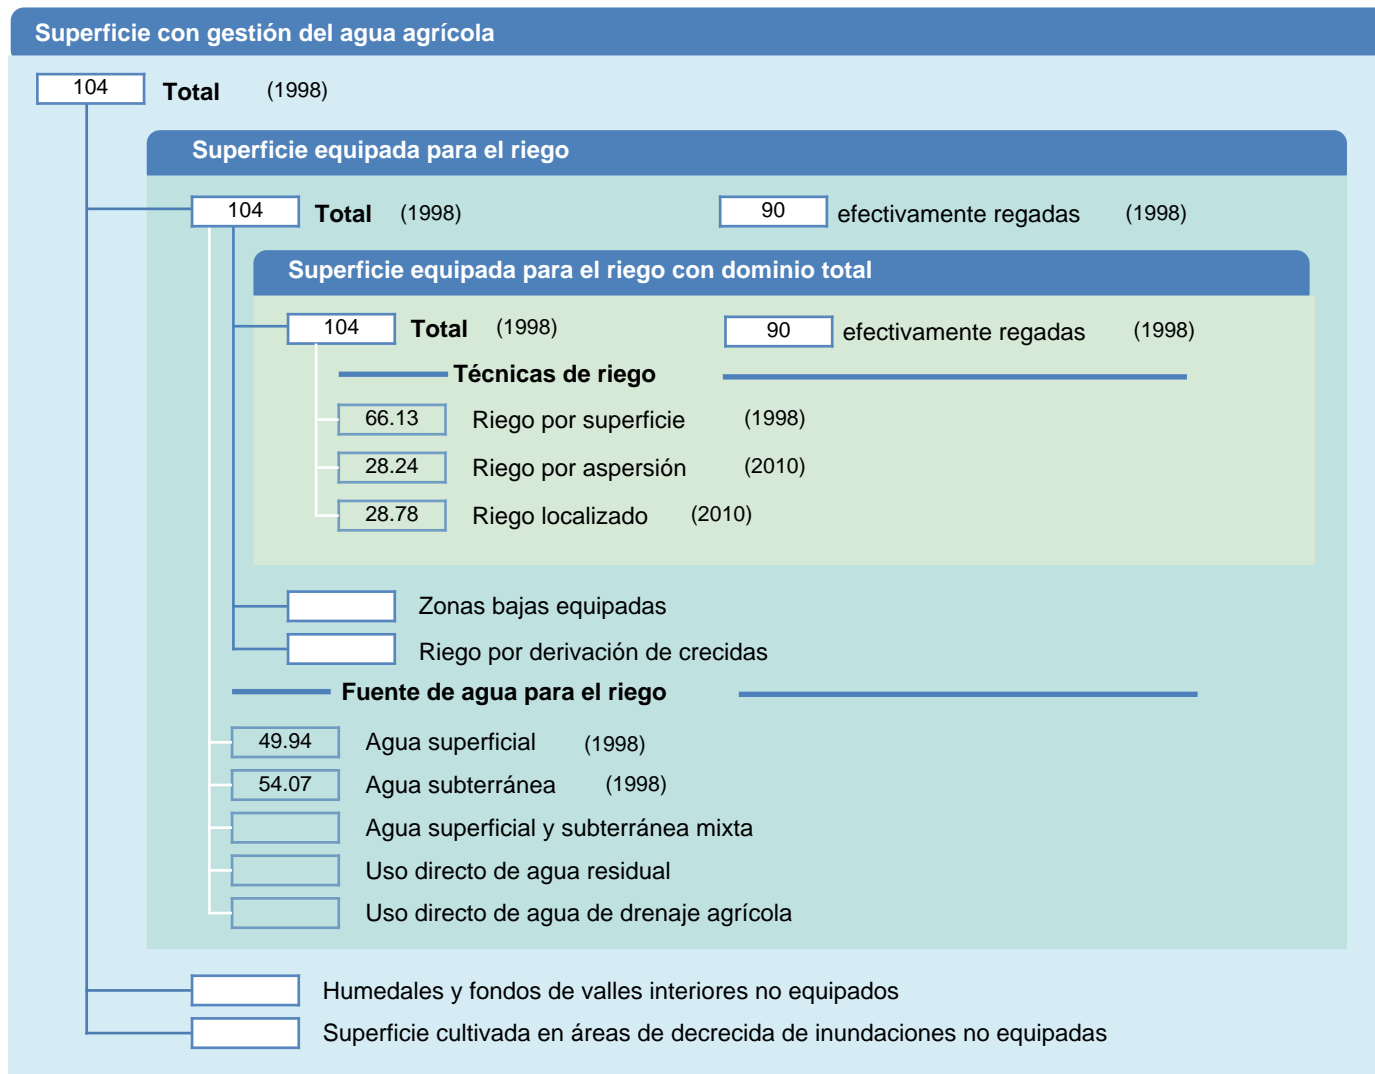 Superficie con gestión del agua agrícola
104 Total (1998)
Superficie equipada para el riego
104 Total (1998) 90 efectivamente regadas (1998)
Superficie equipada para el riego con dominio total
104 Total (1998) 90 efectivamente regadas (1998)
Técnicas de riego
66.13 Riego por superficie (1998)
28.24 Riego por aspersión (2010)
28.78 Riego localizado (2010)
Zonas bajas equipadas
Riego por derivación de crecidas
Fuente de agua para el riego
49.94 Agua superficial (1998)
54.07 Agua subterránea (1998)
Agua superficial y subterránea mixta
Uso directo de agua residual
Uso directo de agua de drenaje agrícola
Humedales y fondos de valles interiores no equipados
Superficie cultivada en áreas de decrecida de inundaciones no equipadas